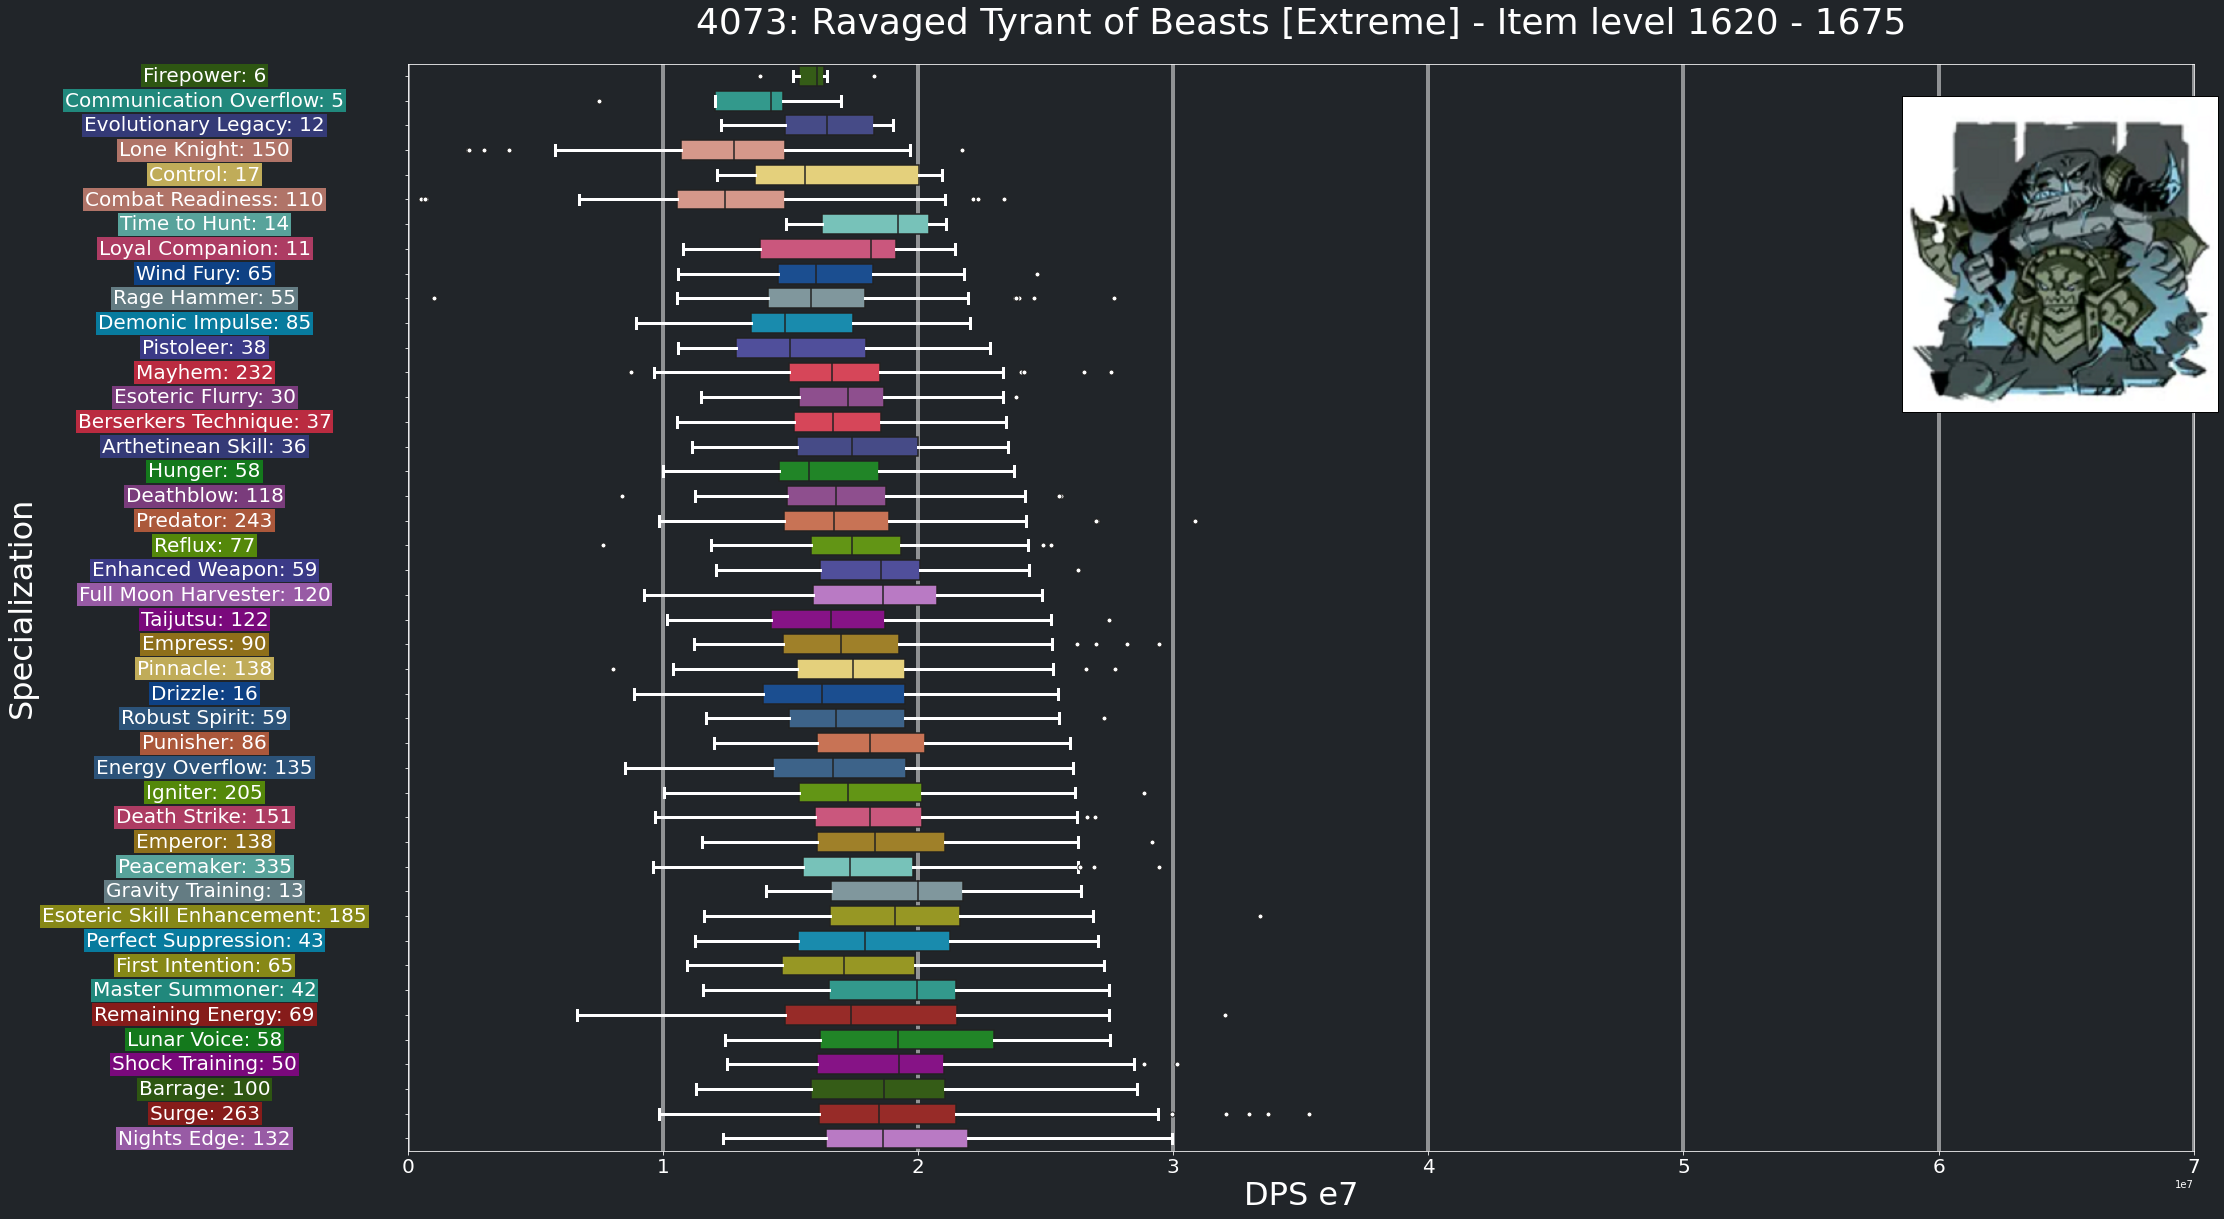 4073: Ravaged Tyrant of Beasts [Extreme] - Item level 1620 - 1675
Specialization
Firepower: 6
Communication Overflow: 5
Evolutionary Legacy: 12
Lone Knight: 150
Control: 17
Combat Readiness: 110
Time to Hunt: 14
Loyal Companion: 11
Wind Fury: 65
Rage Hammer: 55
Demonic Impulse: 85
Pistoleer: 38
Mayhem: 232
Esoteric Flurry: 30
Berserkers Technique: 37
Arthetinean Skill: 36
Hunger: 58
Deathblow: 118
Predator: 243
Reflux: 77
Enhanced Weapon: 59
Full Moon Harvester: 120
Taijutsu: 122
Empress: 90
Pinnacle: 138
Drizzle: 16
Robust Spirit: 59
Punisher: 86
Energy Overflow: 135
Igniter: 205
Death Strike: 151
Emperor: 138
Peacemaker: 335
Gravity Training: 13
Esoteric Skill Enhancement: 185
Perfect Suppression: 43
First Intention: 65
Master Summoner: 42
Remaining Energy: 69
Lunar Voice: 58
Shock Training: 50
Barrage: 100
Surge: 263
Nights Edge: 132
0 1 2 3 4 5 6 7
1e7
DPS e7